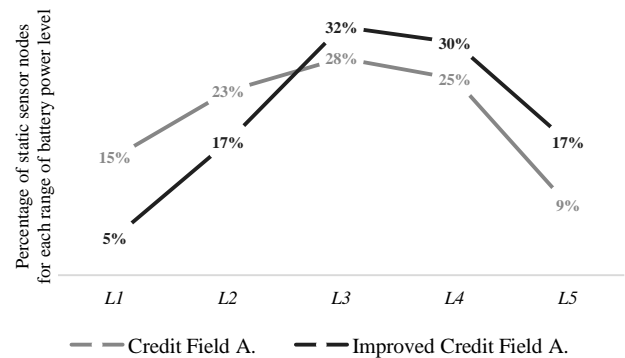 Percentage of static sensor nodes
for each range of battery power level
32%
30%
28%
25%
23%
17%
17%
15%
9%
5%
L1 L2 L3 L4 L5
Credit Field A. Improved Credit Field A.